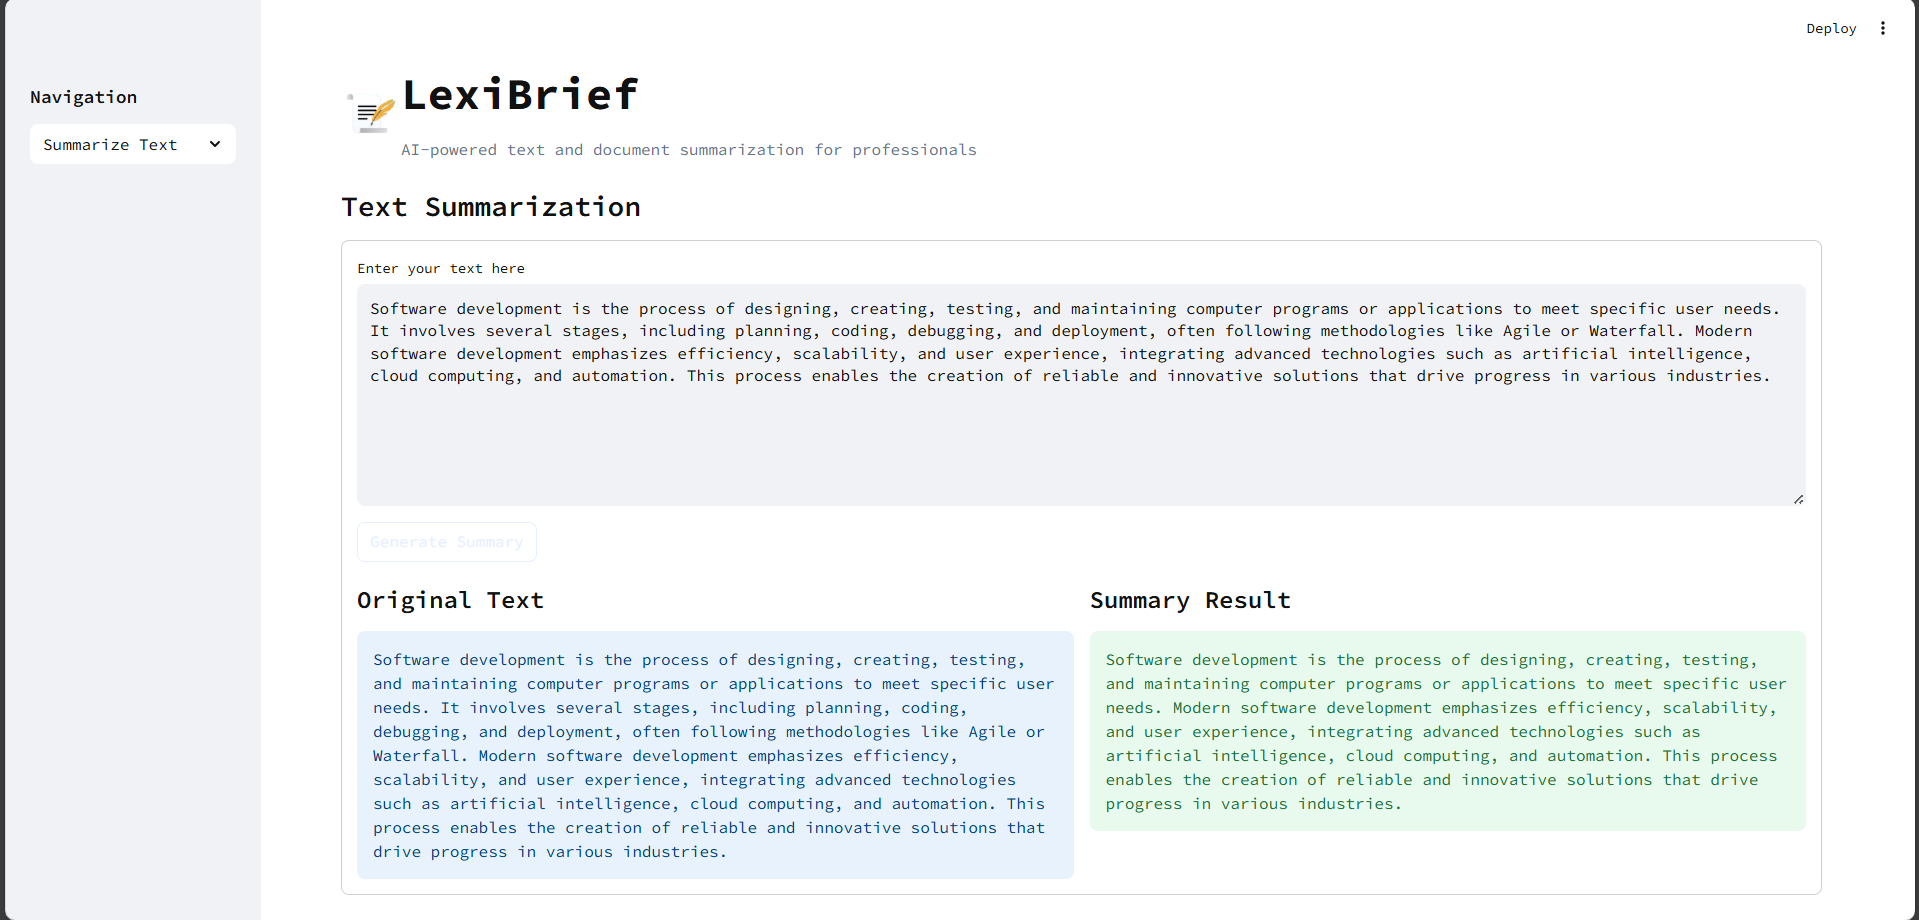 Deploy
Navigation
Summarize Text
LexiBrief
AI-powered text and document summarization for professionals
Text Summarization
Enter your text here
Software development is the process of designing, creating, testing, and maintaining computer programs or applications to meet specific user needs.
It involves several stages, including planning, coding, debugging, and deployment, often following methodologies like Agile or Waterfall. Modern
software development emphasizes efficiency, scalability, and user experience, integrating advanced technologies such as artificial intelligence,
cloud computing, and automation. This process enables the creation of reliable and innovative solutions that drive progress in various industries.
Generate Summary
Original Text
Software development is the process of designing, creating, testing,
and maintaining computer programs or applications to meet specific user
needs. It involves several stages, including planning, coding,
debugging, and deployment, often following methodologies like Agile or
Waterfall. Modern software development emphasizes efficiency,
scalability, and user experience, integrating advanced technologies
such as artificial intelligence, cloud computing, and automation. This
process enables the creation of reliable and innovative solutions that
drive progress in various industries.
Summary Result
Software development is the process of designing, creating, testing,
and maintaining computer programs or applications to meet specific user
needs. Modern software development emphasizes efficiency, scalability,
and user experience, integrating advanced technologies such as
artificial intelligence, cloud computing, and automation. This process
enables the creation of reliable and innovative solutions that drive
progress in various industries.